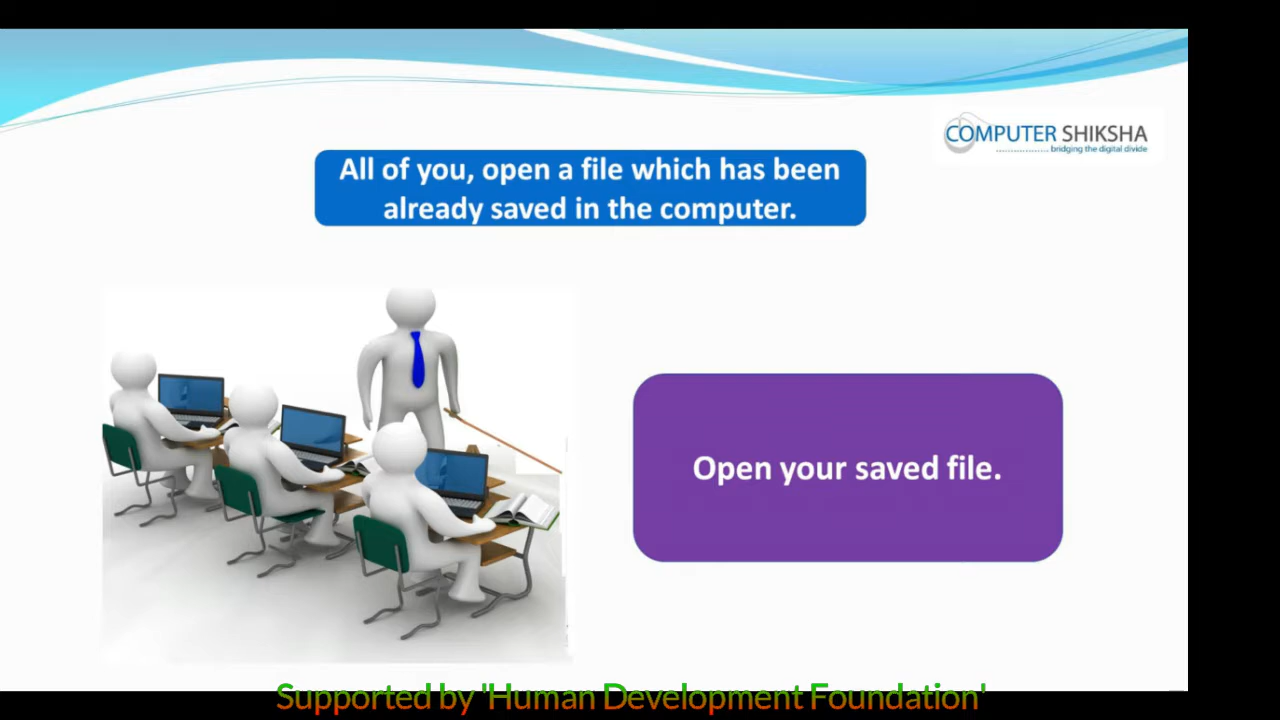 COMPUTER SHIKSHA
bridging the digital divide
All of you, open a file which has been
already saved in the computer.
Open your saved file.
Supported by 'Human Development Foundation'